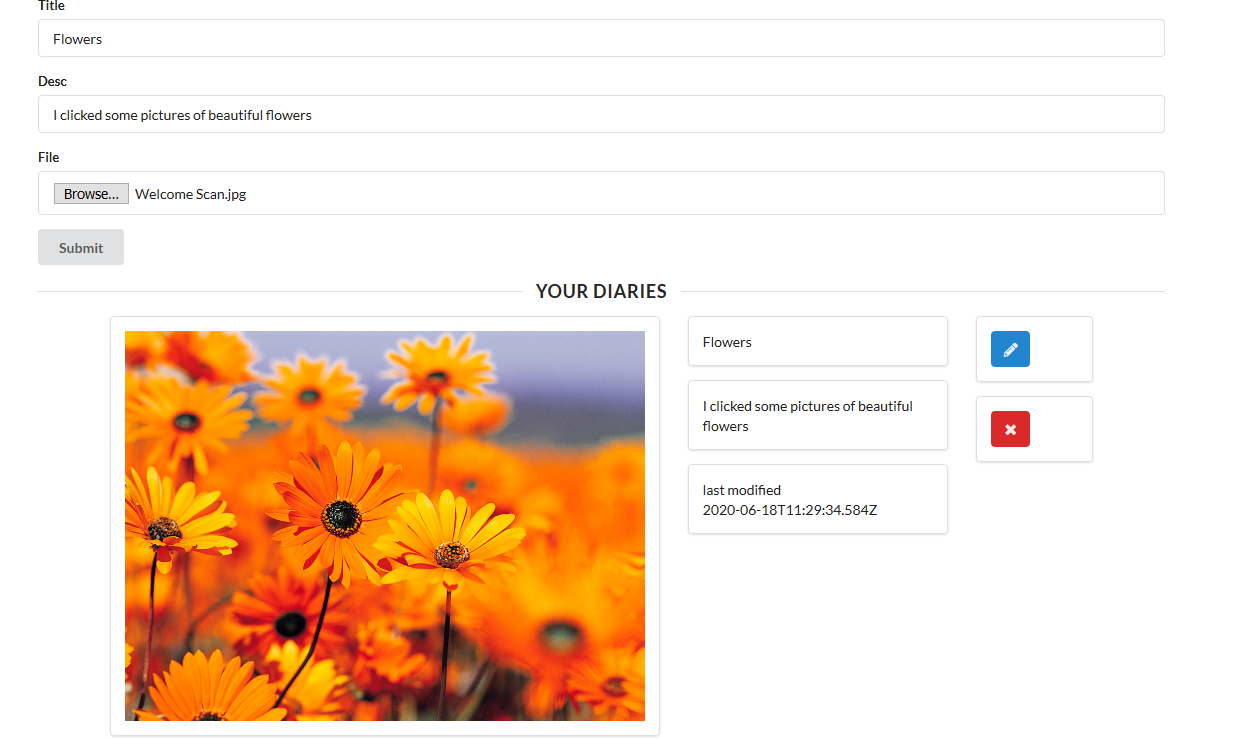 Title
Flowers
Desc
I clicked some pictures of beautiful flowers
File
Browse... Welcome Scan.jpg
Submit
YOUR DIARIES
Flowers
I clicked some pictures of beautiful
flowers
last modified
2020-06-18T11:29:34.584Z